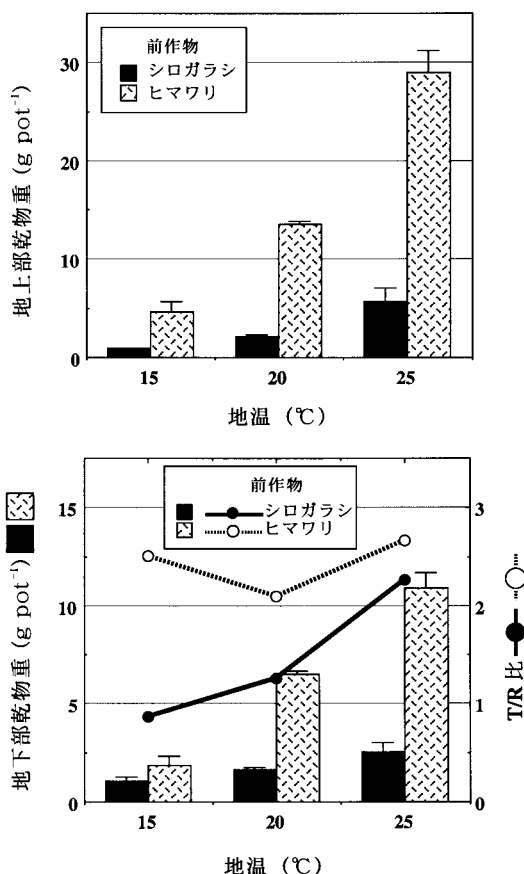 前作物
シロガラシ
ヒマワリ
地上部乾物重 (g pot⁻¹)
30
20
10
0
15 20 25
地温 (℃)
前作物
シロガラシ
ヒマワリ
地下部乾物重 (g pot⁻¹)
15
10
5
0
3
2
1
0
T/R 比
15 20 25
地温 (℃)